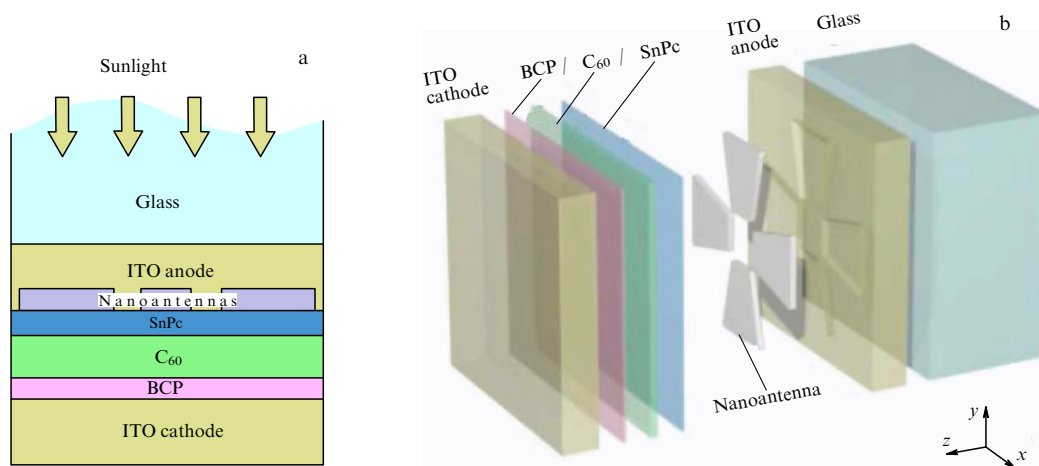 a
Sunlight
Glass
ITO anode
Nanoantennas
SnPc
C₆₀
BCP
ITO cathode
b
ITO
cathode
BCP / C₆₀ / SnPc
ITO
anode
Glass
Nanoantenna
y
z
x